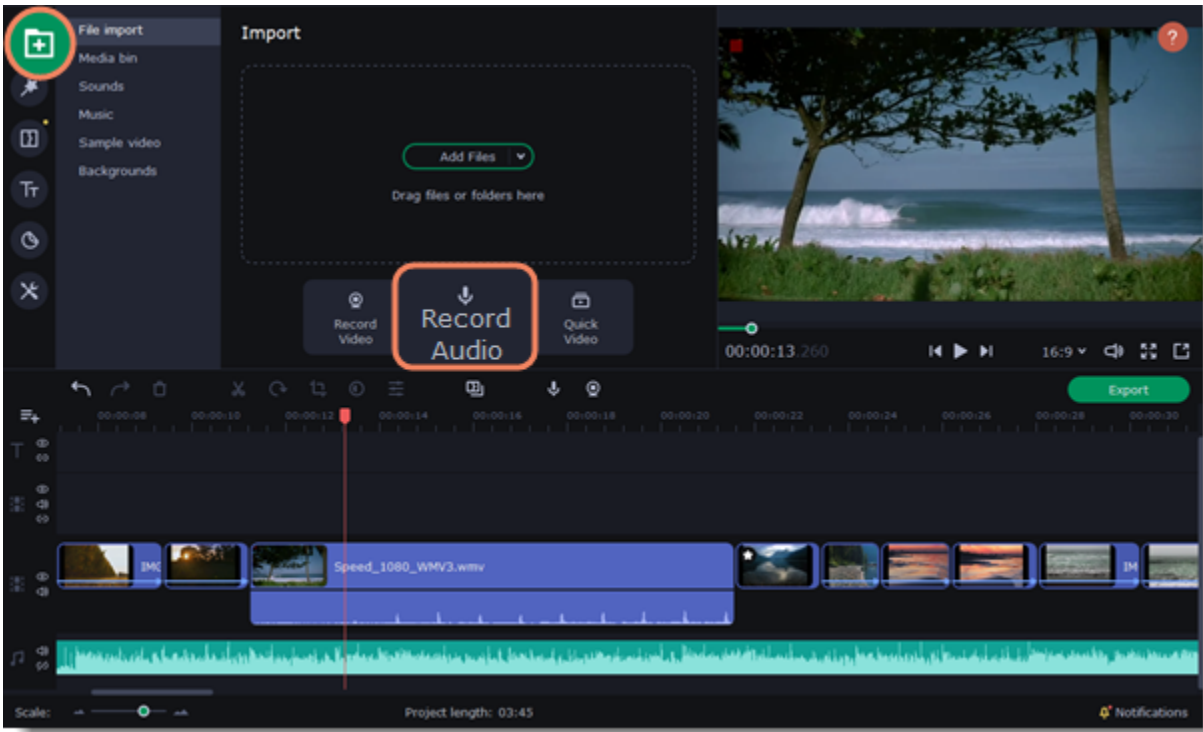 File import
Media bin
Sounds
Music
Sample video
Backgrounds
Import
Add Files
Drag files or folders here
Record
Video
Record
Audio
Quick
Video
?
00:00:13.260
16:9
Export
00:00:08 00:00:10 00:00:12 00:00:14 00:00:16 00:00:18 00:00:20 00:00:22 00:00:24 00:00:26 00:00:28 00:00:30
IMG
Speed_1080_WMV3.wmv
IM
Scale:
Project length: 03:45
Notifications